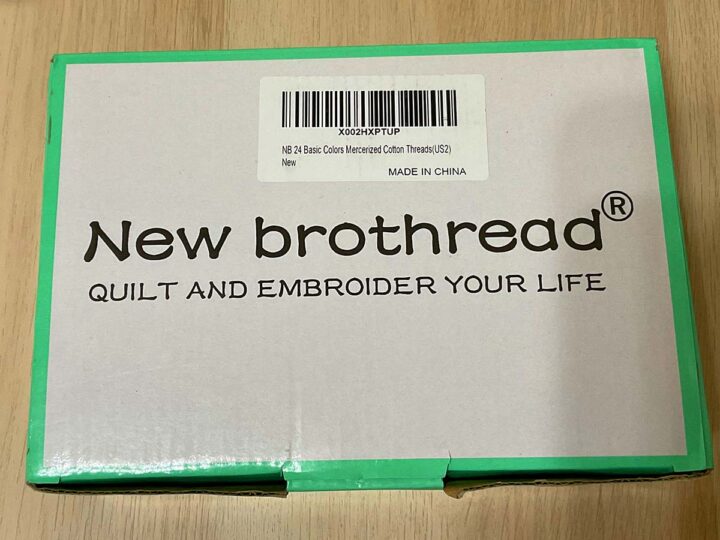 X002HXPTUP
NB 24 Basic Colors Mercerized Cotton Threads(US2)
New
MADE IN CHINA
New brothread®
QUILT AND EMBROIDER YOUR LIFE